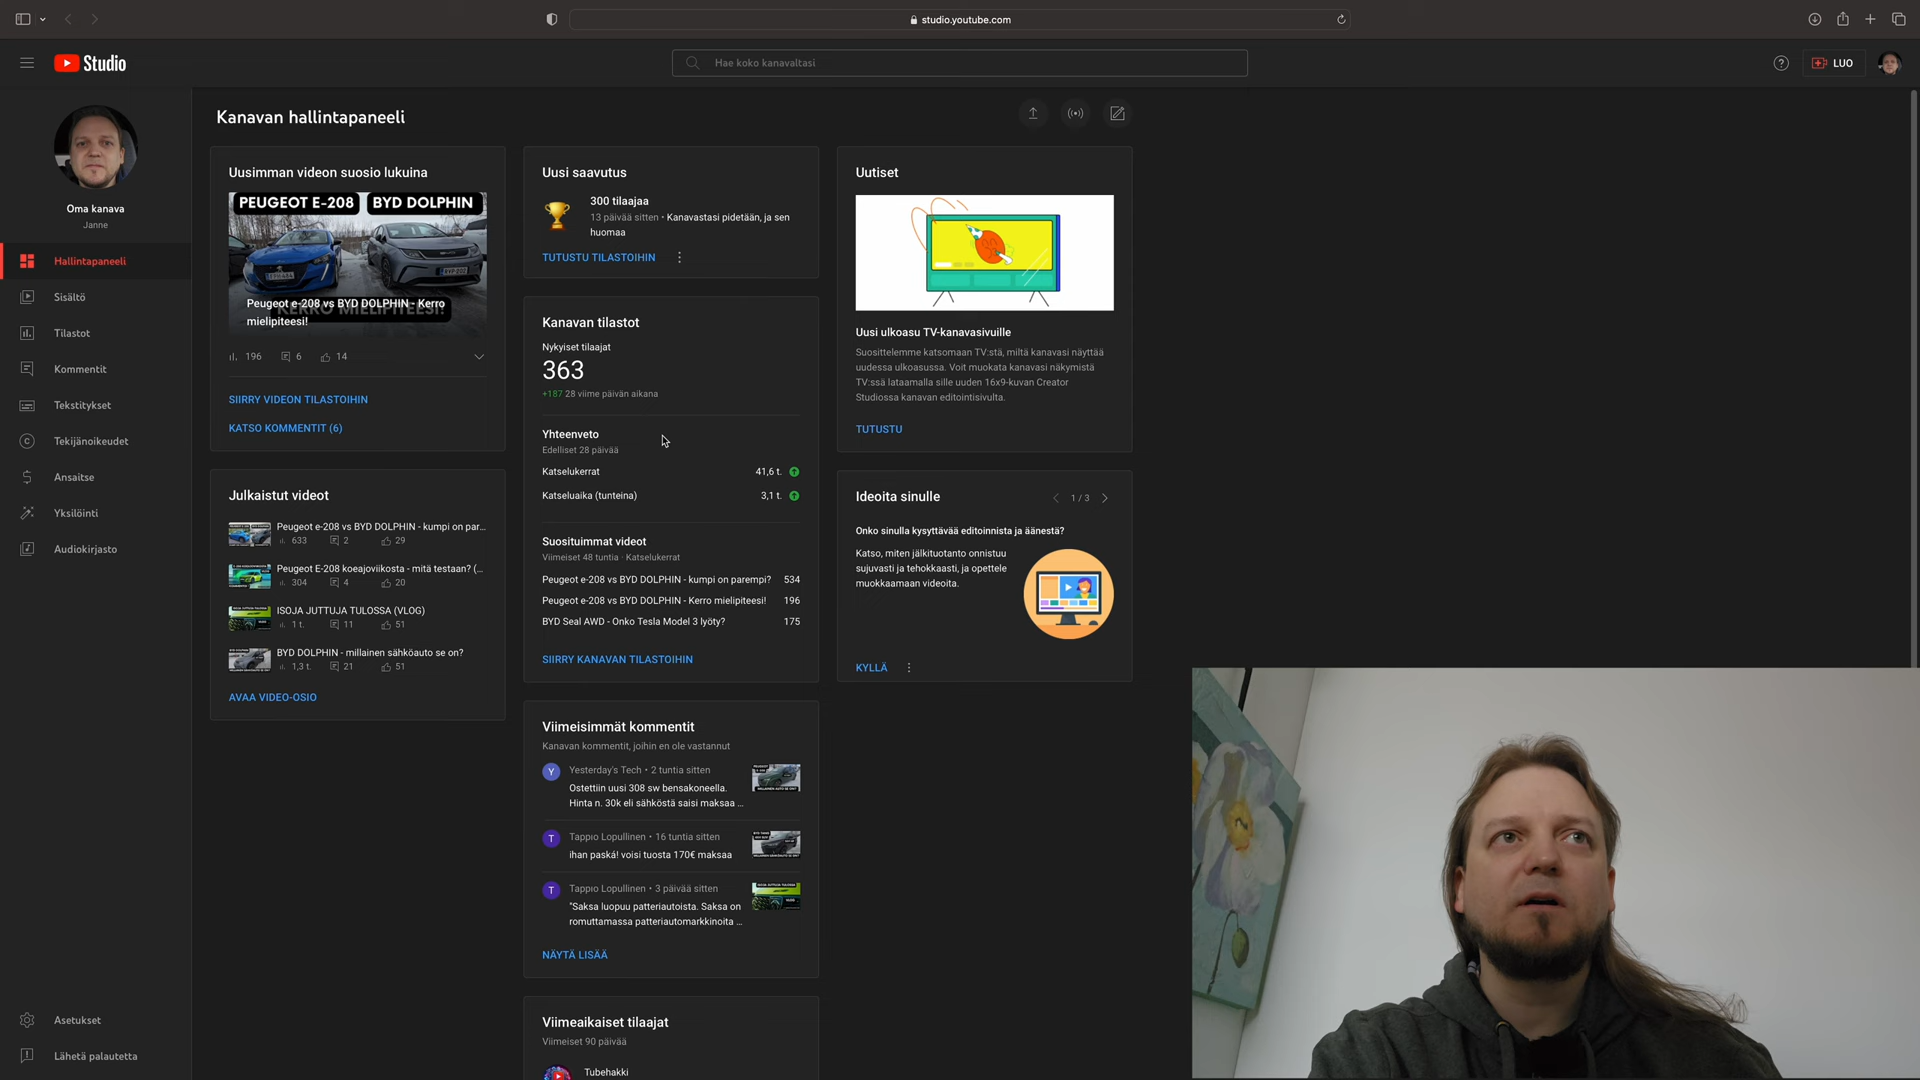 studio.youtube.com
Studio
Hae koko kanavaltasi
LUO
Oma kanava
Janne
Hallintapaneeli
Sisältö
Tilastot
Kommentit
Tekstitykset
Tekijänoikeudet
Ansaitse
Yksilöinti
Audiokirjasto
Asetukset
Lähetä palautetta
Kanavan hallintapaneeli
Uusimman videon suosio lukuina
PEUGEOT E-208 BYD DOLPHIN
Peugeot e-208 vs BYD DOLPHIN - Kerro
mielipiteesi!
KERRO MIELIPITEESI!
196 6 14
SIIRRY VIDEON TILASTOIHIN
KATSO KOMMENTIT (6)
Julkaistut videot
Peugeot e-208 vs BYD DOLPHIN - kumpi on par...
633 2 29
Peugeot E-208 koeajoviikosta - mitä testaan? (...
304 4 20
ISOJA JUTTUJA TULOSSA (VLOG)
1 t. 11 51
BYD DOLPHIN - millainen sähköauto se on?
1,3 t. 21 51
AVAA VIDEO-OSIO
Uusi saavutus
300 tilaajaa
13 päivää sitten • Kanavastasi pidetään, ja sen
huomaa
TUTUSTU TILASTOIHIN
Kanavan tilastot
Nykyiset tilaajat
363
+187 28 viime päivän aikana
Yhteenveto
Edelliset 28 päivää
Katselukerrat 41,6 t.
Katseluaika (tunteina) 3,1 t.
Suosituimmat videot
Viimeiset 48 tuntia · Katselukerrat
Peugeot e-208 vs BYD DOLPHIN - kumpi on parempi? 534
Peugeot e-208 vs BYD DOLPHIN - Kerro mielipiteesi! 196
BYD Seal AWD - Onko Tesla Model 3 lyöty? 175
SIIRRY KANAVAN TILASTOIHIN
Viimeisimmät kommentit
Kanavan kommentit, joihin en ole vastannut
Y
Yesterday's Tech • 2 tuntia sitten
Ostettiin uusi 308 sw bensakoneella.
Hinta n. 30k eli sähköstä saisi maksaa ...
T
Tappio Lopullinen • 16 tuntia sitten
ihan paskä! voisi tuosta 170€ maksaa
T
Tappio Lopullinen • 3 päivää sitten
"Saksa luopuu patteriautoista. Saksa on
romuttamassa patteriautomarkkinoita ...
NÄYTÄ LISÄÄ
Viimeaikaiset tilaajat
Viimeiset 90 päivää
Tubehakki
Uutiset
Uusi ulkoasu TV-kanavasivuille
Suosittelemme katsomaan TV:stä, miltä kanavasi näyttää
uudessa ulkoasussa. Voit muokata kanavasi näkymistä
TV:ssä lataamalla sille uuden 16x9-kuvan Creator
Studiossa kanavan editointisivulta.
TUTUSTU
Ideoita sinulle
1 / 3
Onko sinulla kysyttävää editoinnista ja äänestä?
Katso, miten jälkituotanto onnistuu
sujuvasti ja tehokkaasti, ja opettele
muokkaamaan videoita.
KYLLÄ